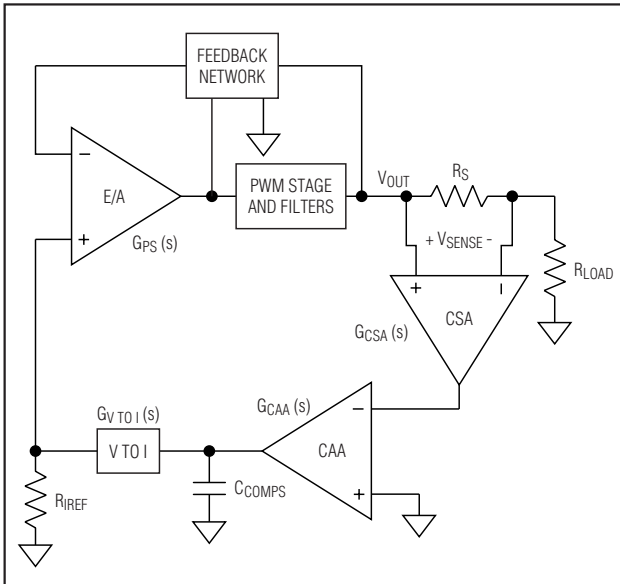 FEEDBACK
NETWORK
−
E/A
+
G_PS (s)
PWM STAGE
AND FILTERS
V_OUT
R_S
+ V_SENSE -
R_LOAD
+ −
CSA
G_CSA (s)
G_CAA (s)
−
CAA
+
G_V TO I (s)
V TO I
C_COMPS
R_IREF